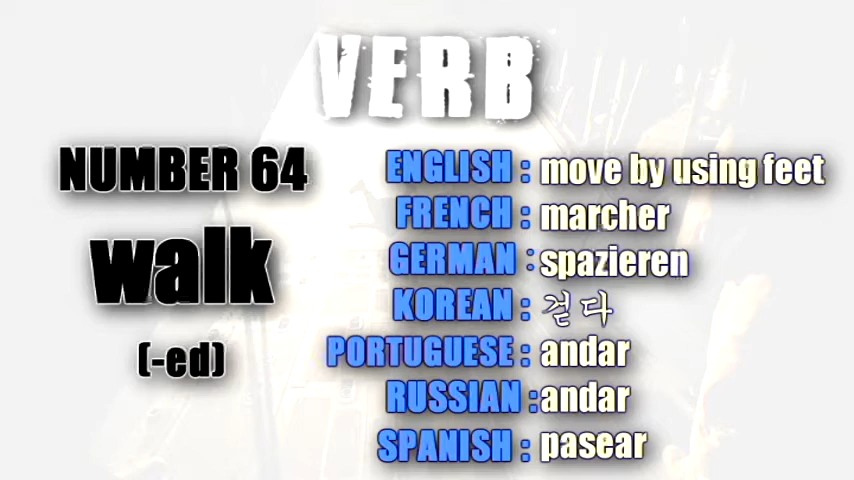 VERB
NUMBER 64
walk
(-ed)
ENGLISH : move by using feet
FRENCH : marcher
GERMAN : spazieren
KOREAN : 걷다
PORTUGUESE : andar
RUSSIAN : andar
SPANISH : pasear